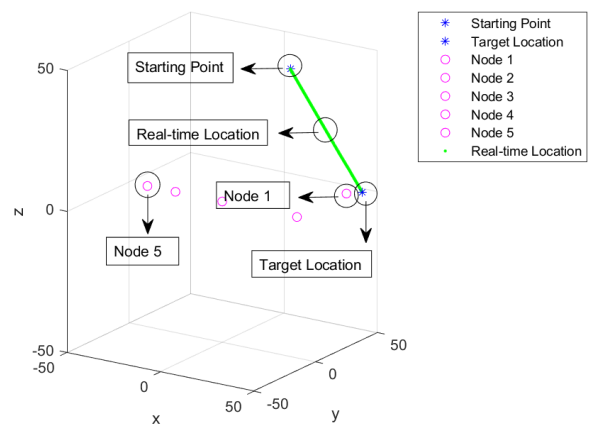 Starting Point
Target Location
Node 1
Node 2
Node 3
Node 4
Node 5
Real-time Location
50
Starting Point
Real-time Location
Node 1
0
z
Node 5
Target Location
-50
-50
0
50
x
-50
0
50
y